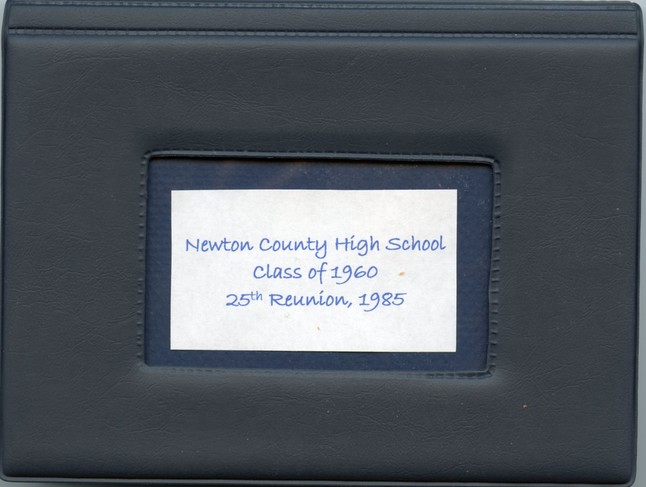 Newton County High School
Class of 1960
25th Reunion, 1985